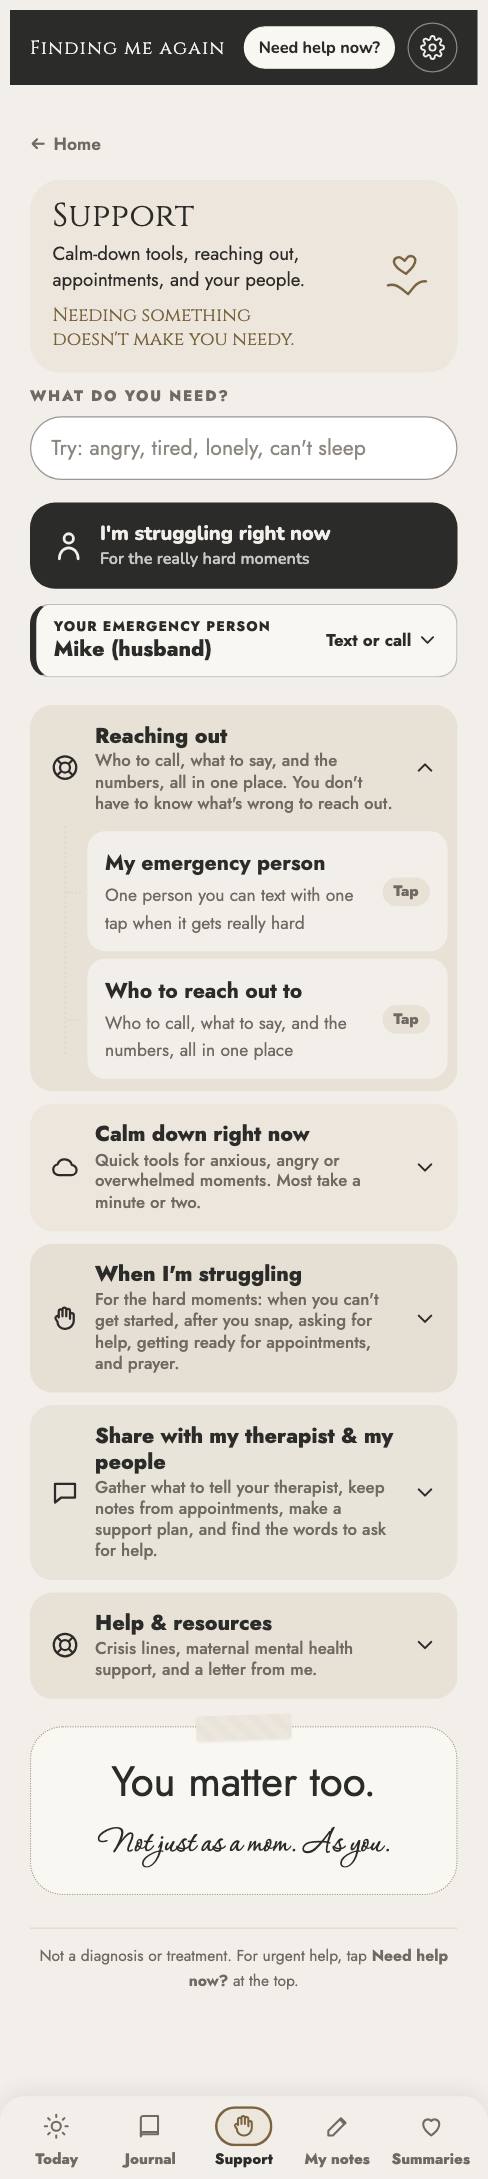 Finding me again
Need help now?
← Home
Support
Calm-down tools, reaching out,
appointments, and your people.
Needing something
doesn't make you needy.
WHAT DO YOU NEED?
Try: angry, tired, lonely, can't sleep
I'm struggling right now
For the really hard moments
YOUR EMERGENCY PERSON
Mike (husband)
Text or call
Reaching out
Who to call, what to say, and the
numbers, all in one place. You don't
have to know what's wrong to reach out.
My emergency person
One person you can text with one
tap when it gets really hard
Tap
Who to reach out to
Who to call, what to say, and the
numbers, all in one place
Tap
Calm down right now
Quick tools for anxious, angry or
overwhelmed moments. Most take a
minute or two.
When I'm struggling
For the hard moments: when you can't
get started, after you snap, asking for
help, getting ready for appointments,
and prayer.
Share with my therapist & my
people
Gather what to tell your therapist, keep
notes from appointments, make a
support plan, and find the words to ask
for help.
Help & resources
Crisis lines, maternal mental health
support, and a letter from me.
You matter too.
Not just as a mom. As you.
Not a diagnosis or treatment. For urgent help, tap Need help
now? at the top.
Today
Journal
Support
My notes
Summaries